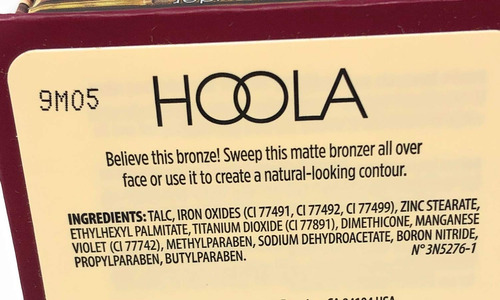 9M05
HOOLA
Believe this bronze! Sweep this matte bronzer all over
face or use it to create a natural-looking contour.
INGREDIENTS: TALC, IRON OXIDES (CI 77491, CI 77492, CI 77499), ZINC STEARATE,
ETHYLHEXYL PALMITATE, TITANIUM DIOXIDE (CI 77891), DIMETHICONE, MANGANESE
VIOLET (CI 77742), METHYLPARABEN, SODIUM DEHYDROACETATE, BORON NITRIDE,
PROPYLPARABEN, BUTYLPARABEN. N° 3N5276-1